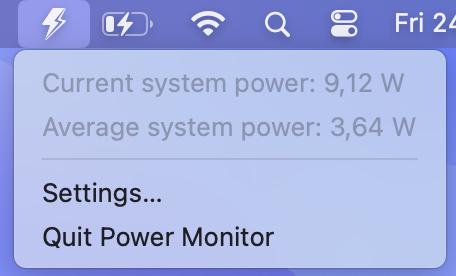 Fri 24
Current system power: 9,12 W
Average system power: 3,64 W
Settings...
Quit Power Monitor